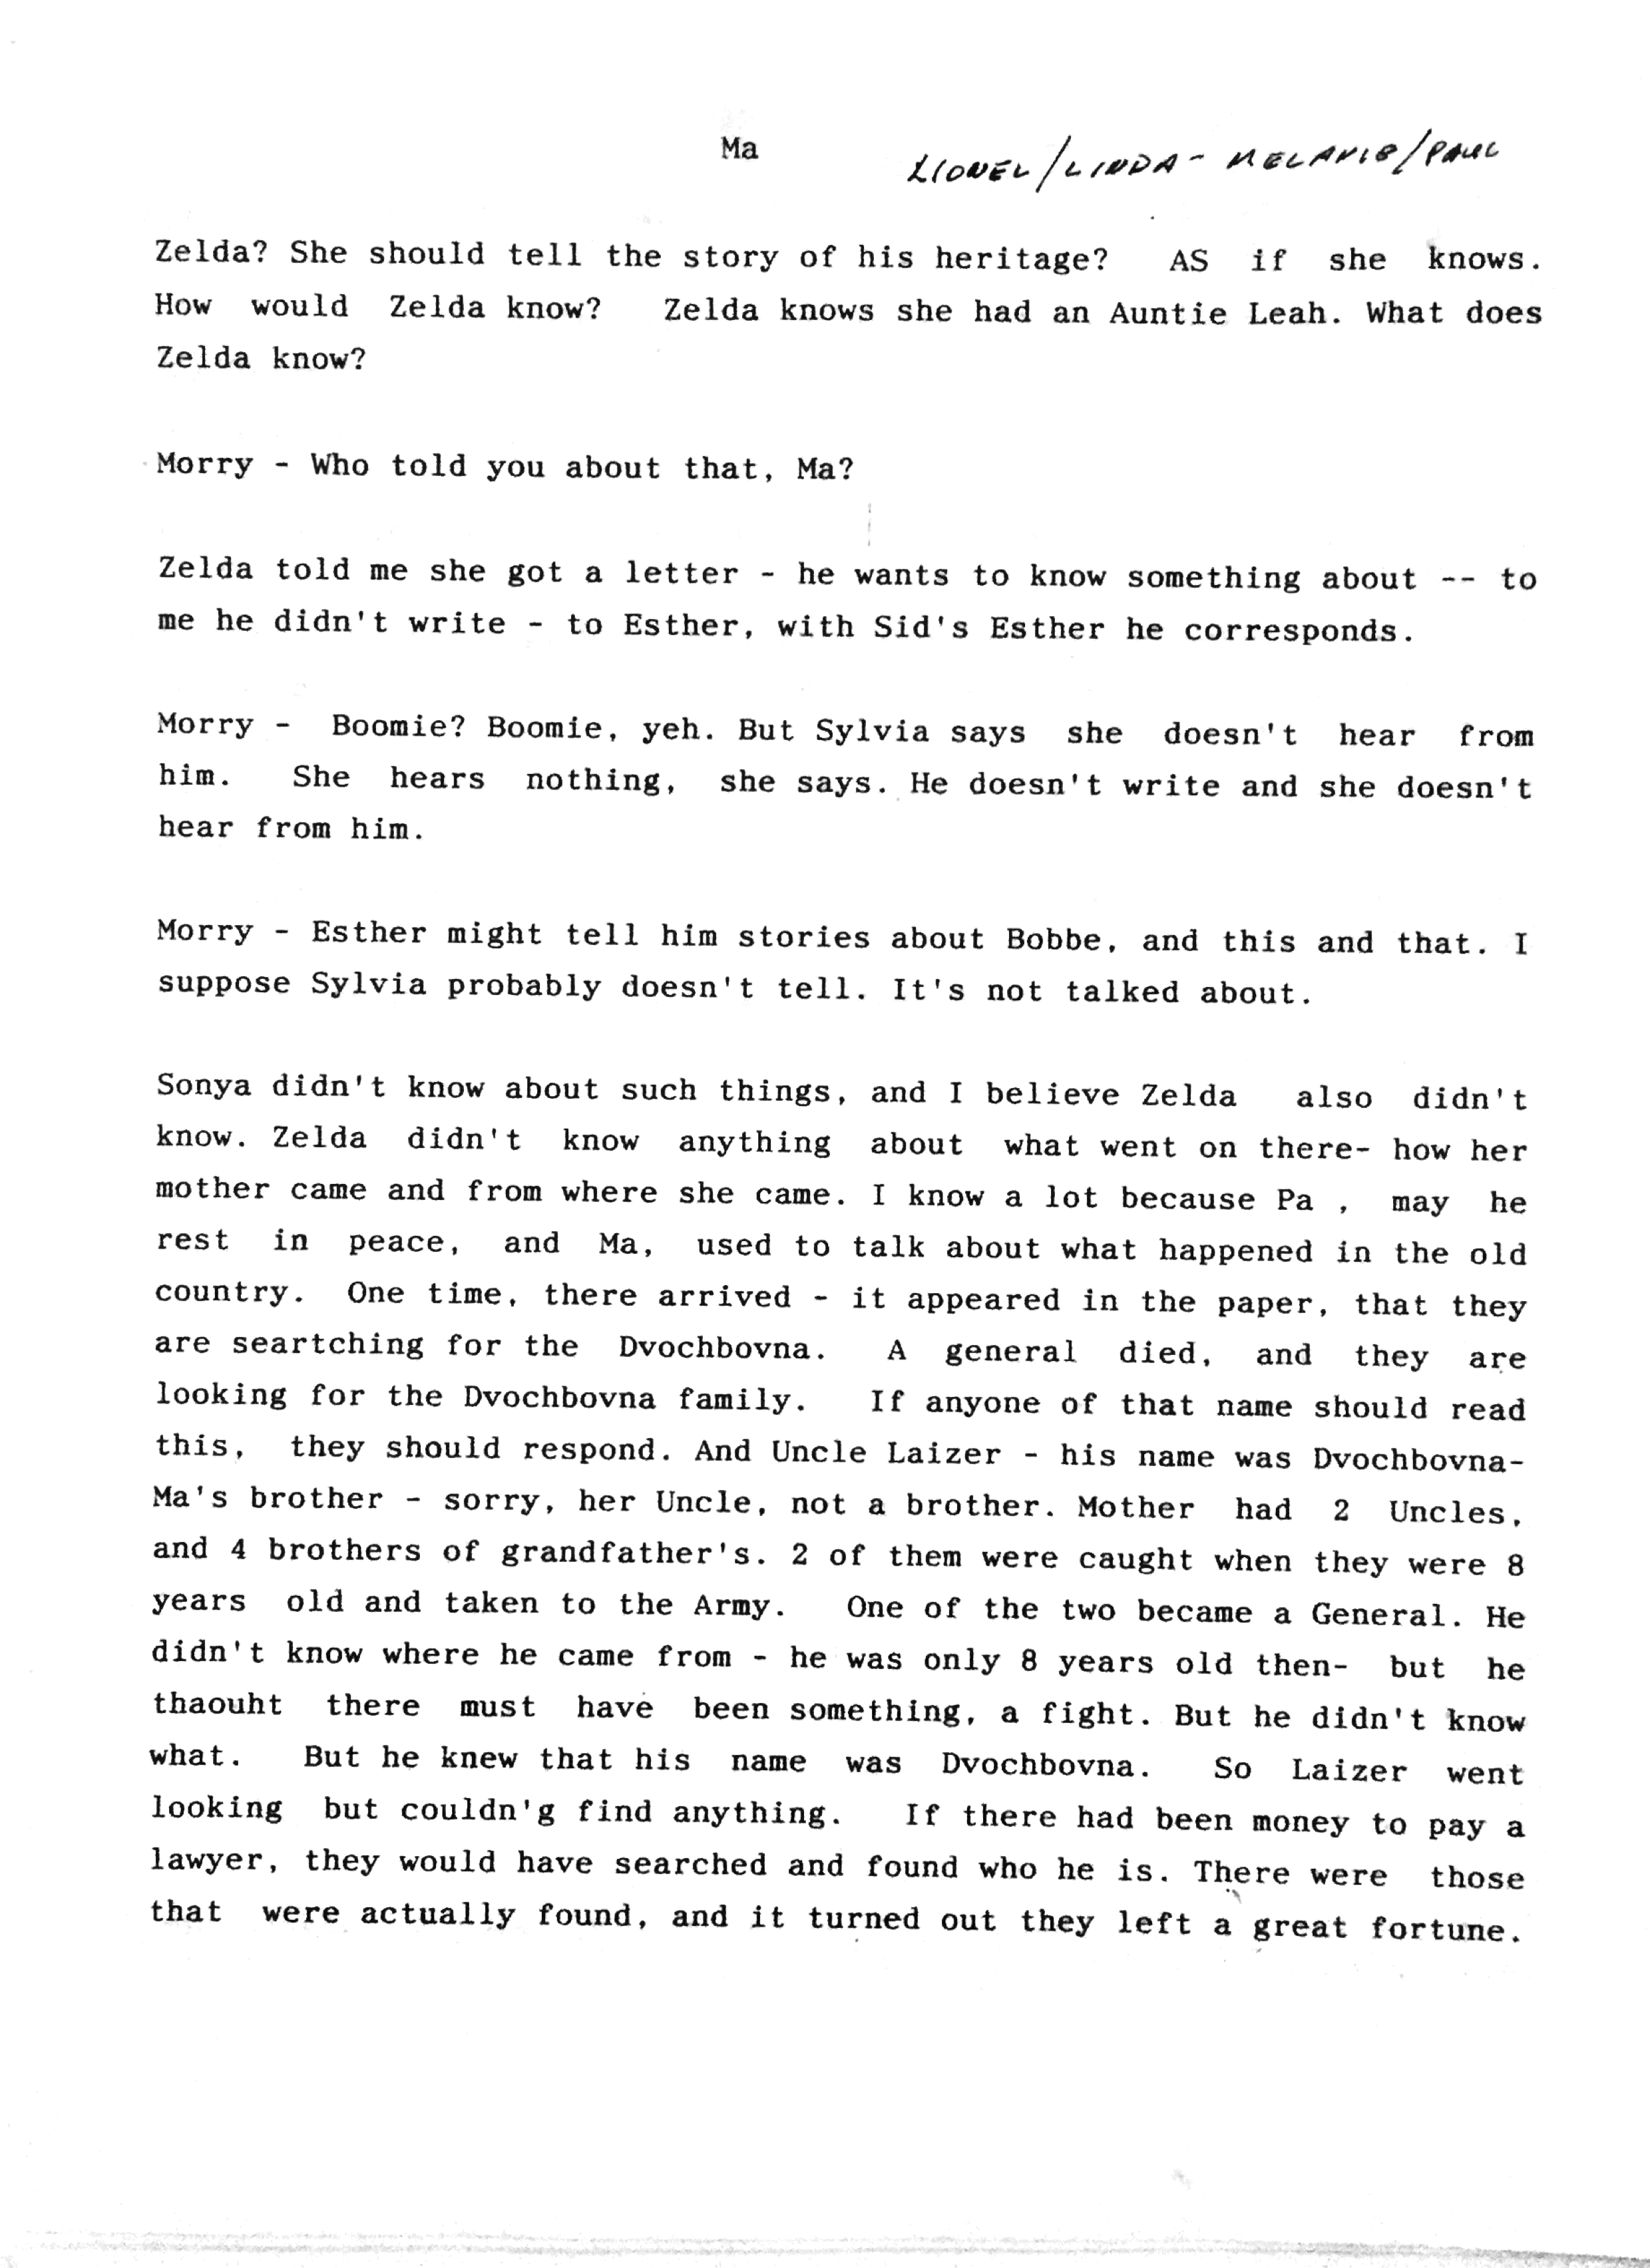 Ma LIONEL/LINDA - MELANIE/PAUL
Zelda? She should tell the story of his heritage? AS if she knows.
How would Zelda know? Zelda knows she had an Auntie Leah. What does
Zelda know?
Morry - Who told you about that, Ma?
Zelda told me she got a letter - he wants to know something about -- to
me he didn't write - to Esther, with Sid's Esther he corresponds.
Morry - Boomie? Boomie, yeh. But Sylvia says she doesn't hear from
him. She hears nothing, she says. He doesn't write and she doesn't
hear from him.
Morry - Esther might tell him stories about Bobbe, and this and that. I
suppose Sylvia probably doesn't tell. It's not talked about.
Sonya didn't know about such things, and I believe Zelda also didn't
know. Zelda didn't know anything about what went on there- how her
mother came and from where she came. I know a lot because Pa , may he
rest in peace, and Ma, used to talk about what happened in the old
country. One time, there arrived - it appeared in the paper, that they
are seartching for the Dvochbovna. A general died, and they are
looking for the Dvochbovna family. If anyone of that name should read
this, they should respond. And Uncle Laizer - his name was Dvochbovna-
Ma's brother - sorry, her Uncle, not a brother. Mother had 2 Uncles,
and 4 brothers of grandfather's. 2 of them were caught when they were 8
years old and taken to the Army. One of the two became a General. He
didn't know where he came from - he was only 8 years old then- but he
thaouht there must have been something, a fight. But he didn't know
what. But he knew that his name was Dvochbovna. So Laizer went
looking but couldn'g find anything. If there had been money to pay a
lawyer, they would have searched and found who he is. There were those
that were actually found, and it turned out they left a great fortune.